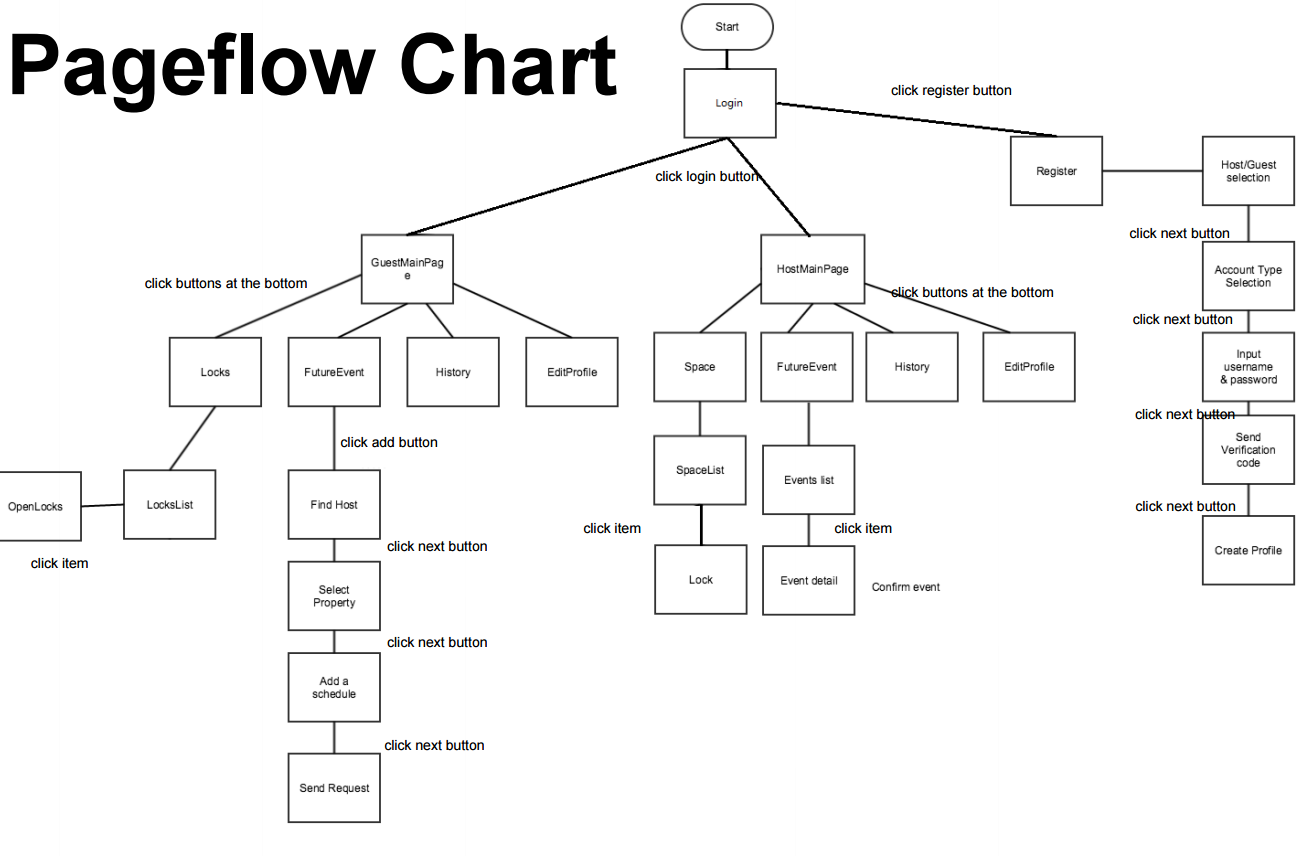 Pageflow Chart
Start
Login
click register button
Register
Host/Guest
selection
click login button
click next button
GuestMainPag
e
HostMainPage
Account Type
Selection
click buttons at the bottom
click buttons at the bottom
click next button
Locks
FutureEvent
History
EditProfile
Space
FutureEvent
History
EditProfile
Input
username
& password
click next button
click add button
Send
Verification
code
OpenLocks
LocksList
Find Host
SpaceList
Events list
click next button
click item
click item
click next button
click item
Create Profile
Select
Property
Lock
Event detail
Confirm event
click next button
Add a
schedule
click next button
Send Request